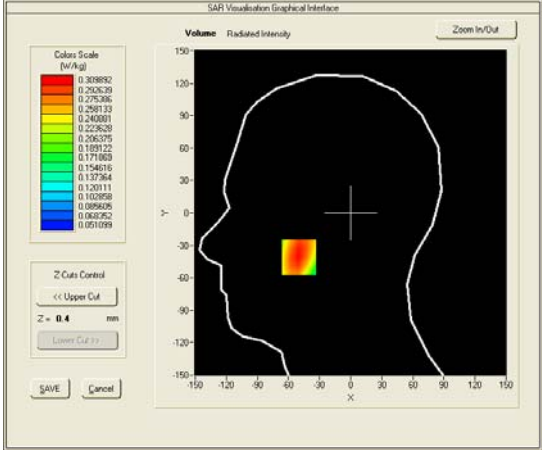 SAR Visualisation Graphical Interface
Volume Radiated Intensity
Zoom In/Out
Colors Scale
(W/kg)
0.309892
0.292639
0.275386
0.258133
0.240881
0.223628
0.206375
0.189122
0.171869
0.154616
0.137364
0.120111
0.102858
0.085605
0.068352
0.051099
Z Cuts Control
<< Upper Cut
Z = 0.4 mm
Lower Cut >>
SAVE Cancel
150
120
90
60
30
0
-30
-60
-90
-120
-150
Y
-150 -120 -90 -60 -30 0 30 60 90 120 150
X